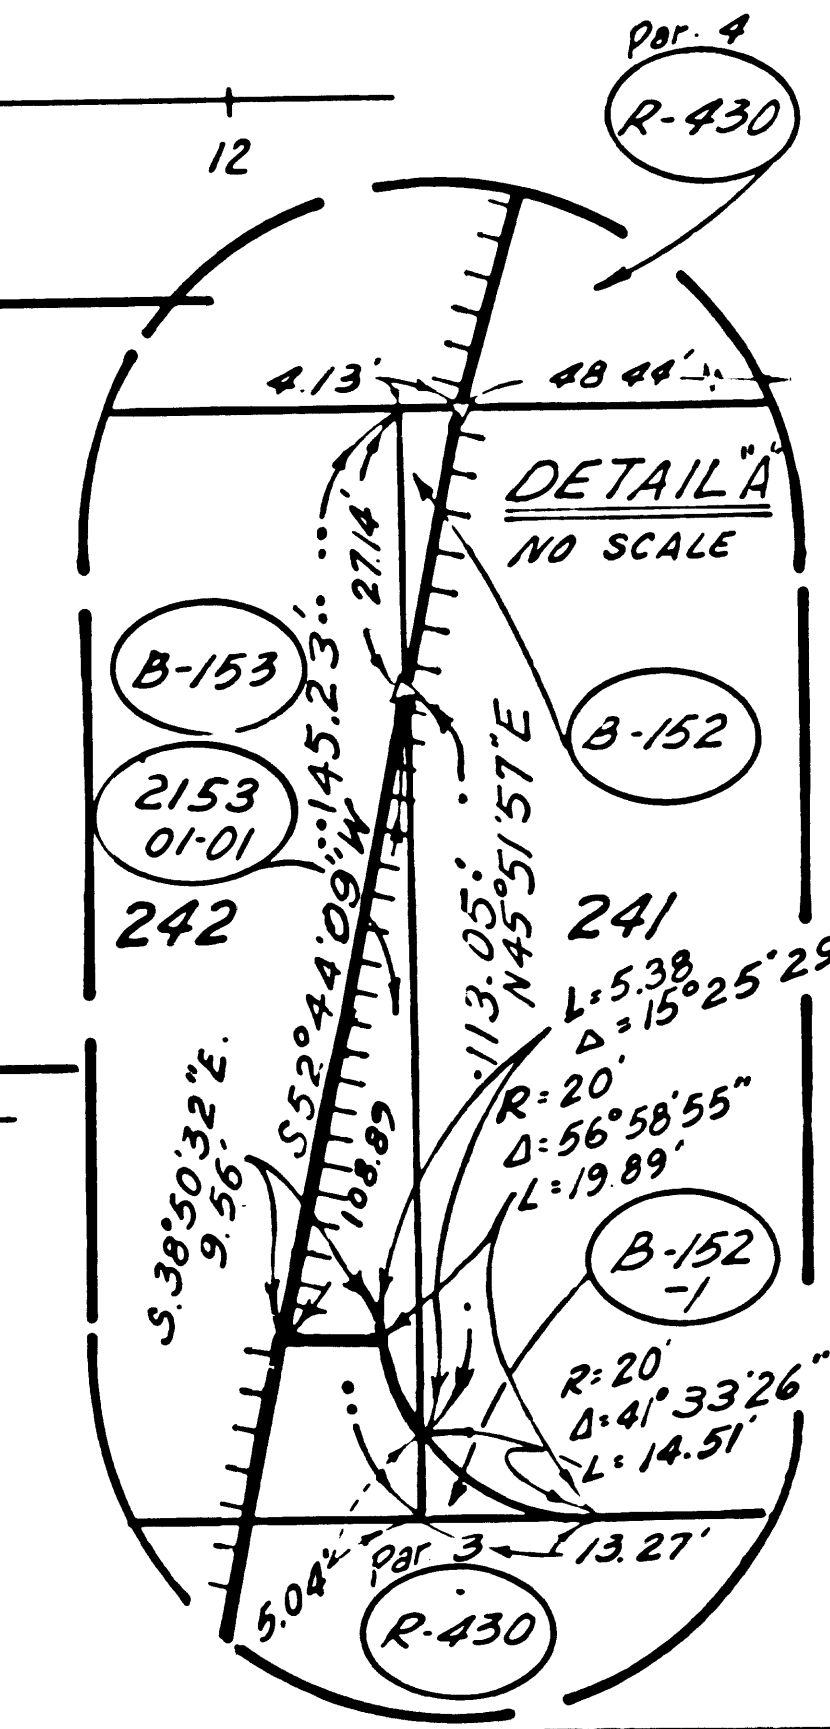 Par. 4
R-430
12
4.13'
48 44'
DETAIL "A"
NO SCALE
27.14'
B-153
145.23'
B-152
2153
01-01
S52°44'09"W
113.05'
N45°51'57"E
242
241
L=5.38
Δ=15°25'29
R=20'
Δ=56°58'55"
L=19.89'
S.38°50'32"E.
9.56'
108.89
B-152
-1
R=20'
Δ=41°33'26"
L=14.51'
5.04'
Par 3
13.27'
R-430